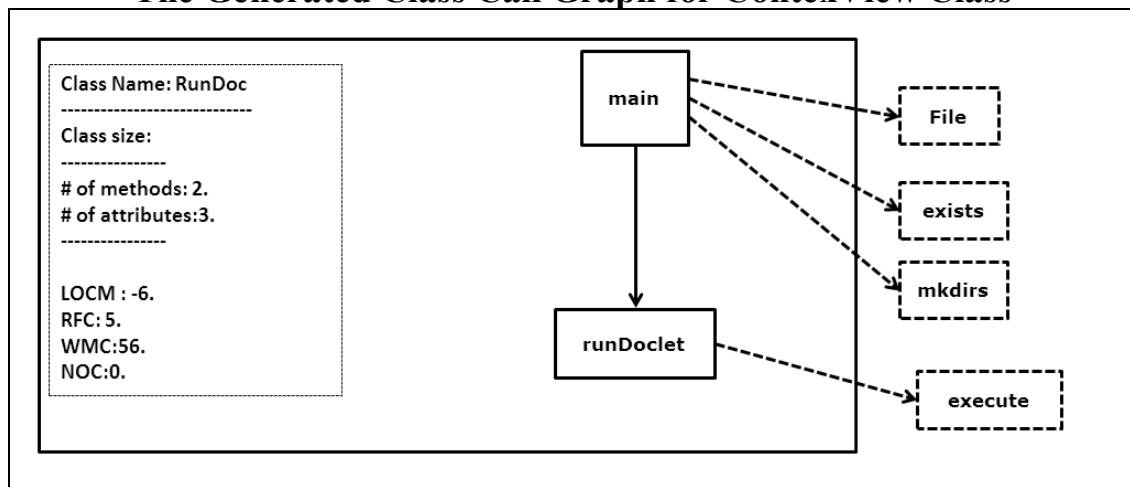 The Generated Class Call Graph for ContexView Class
Class Name: RunDoc
-----------------------------
Class size:
----------------
# of methods: 2.
# of attributes:3.
----------------
LOCM : -6.
RFC: 5.
WMC:56.
NOC:0.
main
File
exists
mkdirs
runDoclet
execute